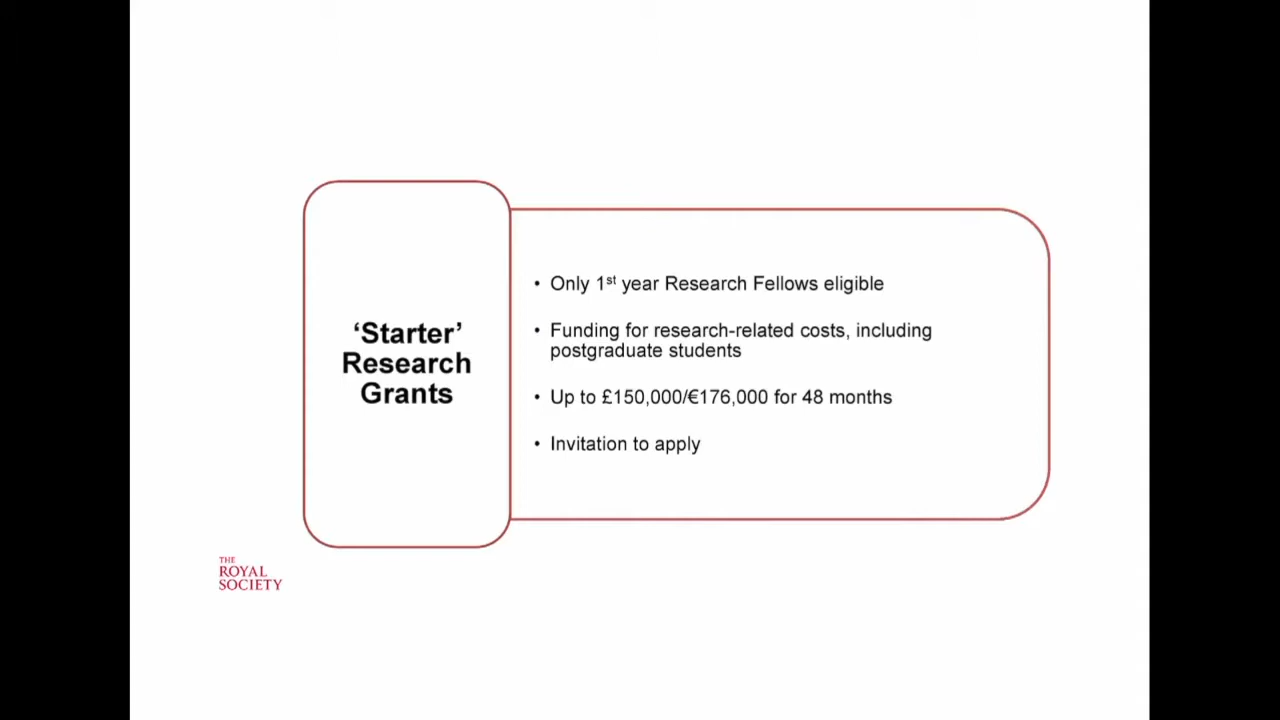 ‘Starter’
Research
Grants
• Only 1st year Research Fellows eligible
• Funding for research-related costs, including
postgraduate students
• Up to £150,000/€176,000 for 48 months
• Invitation to apply
THE
ROYAL
SOCIETY